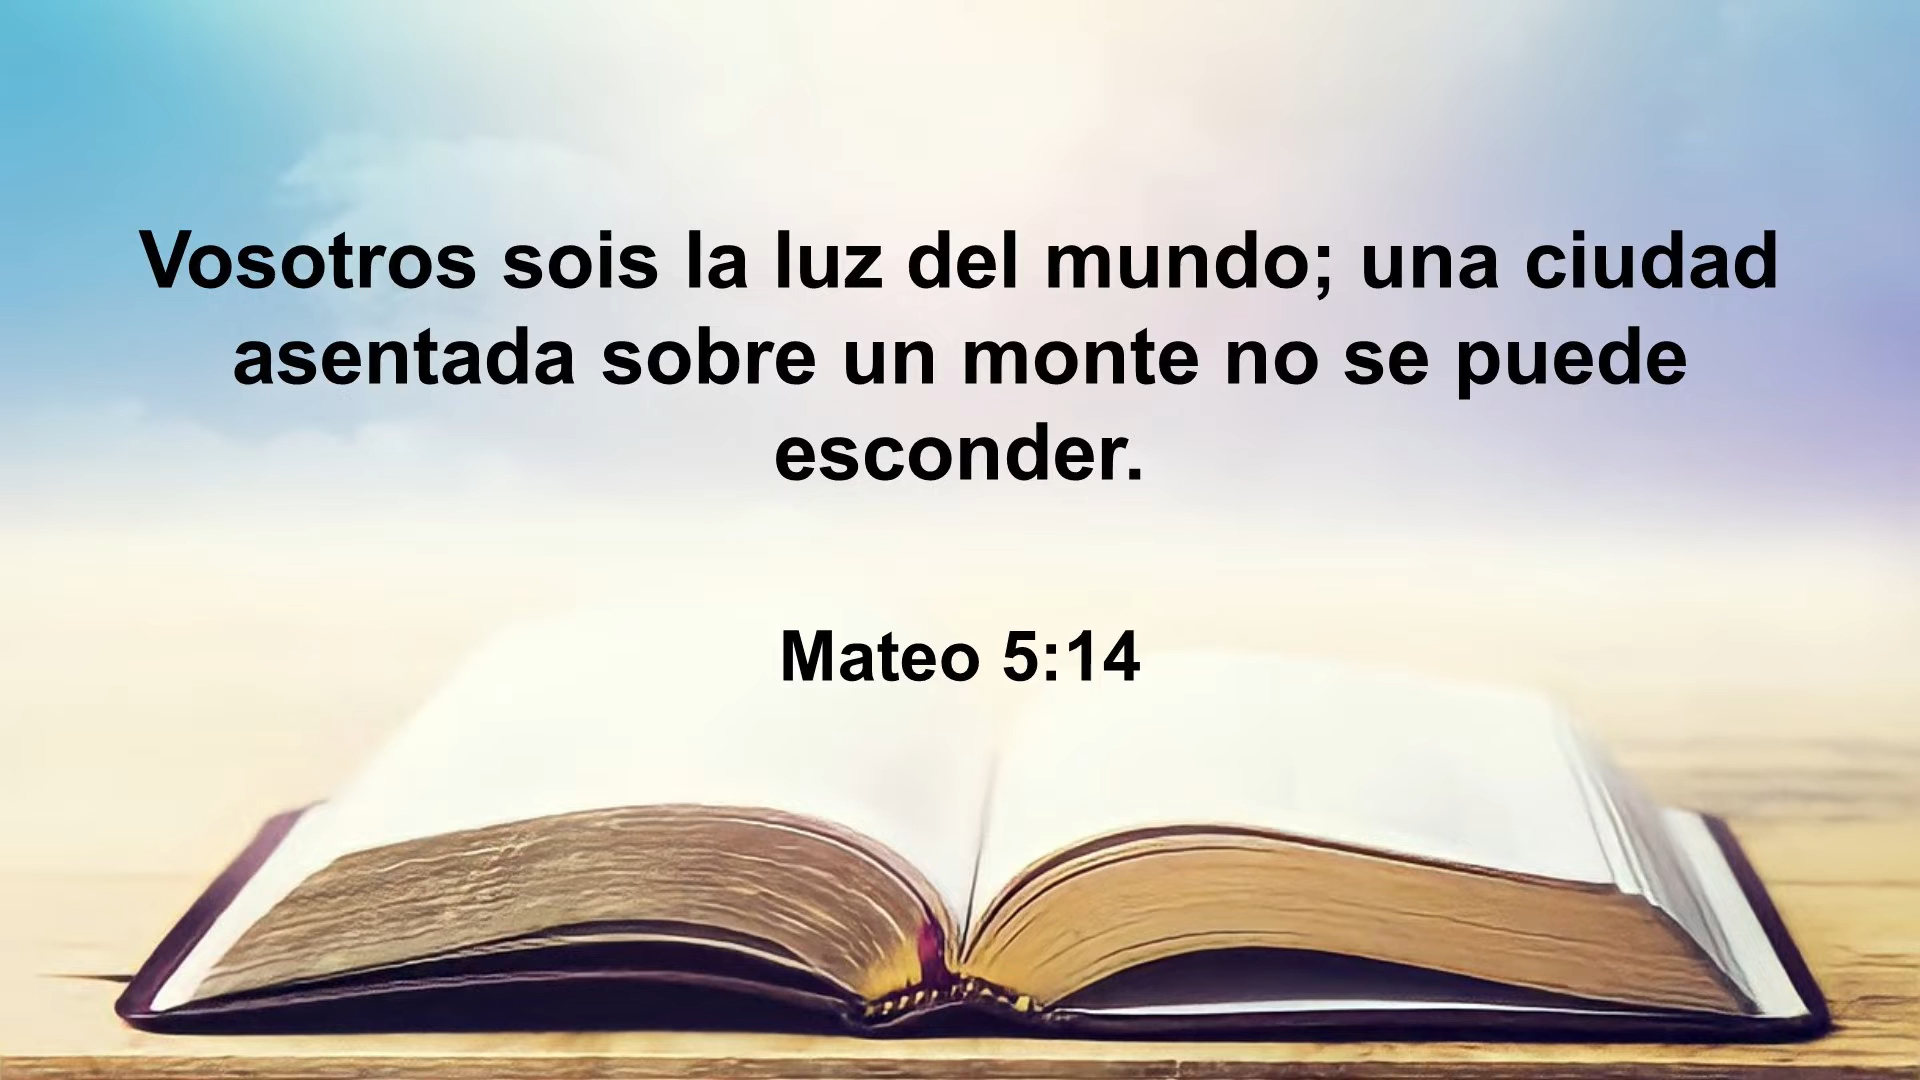 Vosotros sois la luz del mundo; una ciudad
asentada sobre un monte no se puede
esconder.
Mateo 5:14